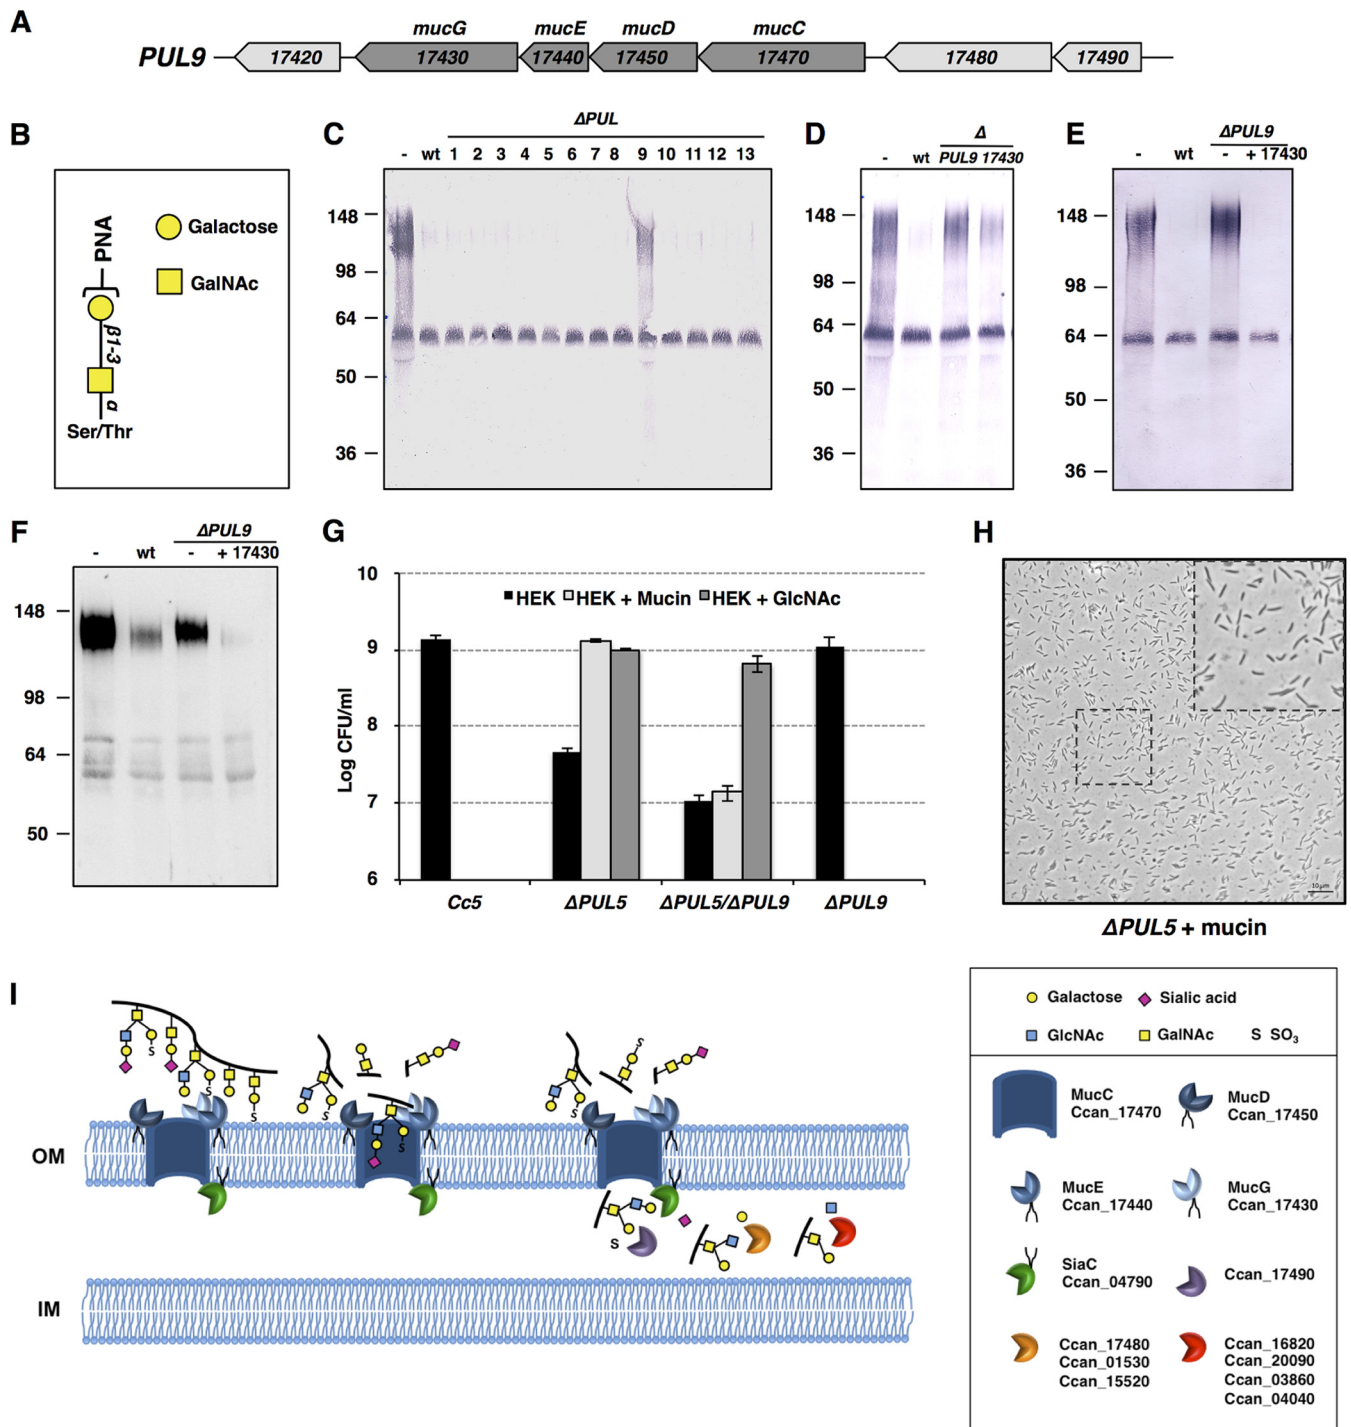 A
mucG mucE mucD mucC
PUL9 17420 17430 17440 17450 17470 17480 17490
B
PNA
β1-3
α
Ser/Thr
Galactose
GalNAc
C
ΔPUL
- wt 1 2 3 4 5 6 7 8 9 10 11 12 13
148
98
64
50
36
D
Δ
- wt PUL9 17430
148
98
64
50
36
E
ΔPUL9
- wt - + 17430
148
98
64
50
36
F
ΔPUL9
- wt - + 17430
148
98
64
50
G
Log CFU/ml
10
9
8
7
6
HEK HEK + Mucin HEK + GlcNAc
Cc5 ΔPUL5 ΔPUL5/ΔPUL9 ΔPUL9
H
10 µm
ΔPUL5 + mucin
I
S
S
S
S
S
S
S
S
OM
IM
Galactose Sialic acid
GlcNAc GalNAc S SO3
MucC
Ccan_17470
MucD
Ccan_17450
MucE
Ccan_17440
MucG
Ccan_17430
SiaC
Ccan_04790
Ccan_17490
Ccan_17480
Ccan_01530
Ccan_15520
Ccan_16820
Ccan_20090
Ccan_03860
Ccan_04040